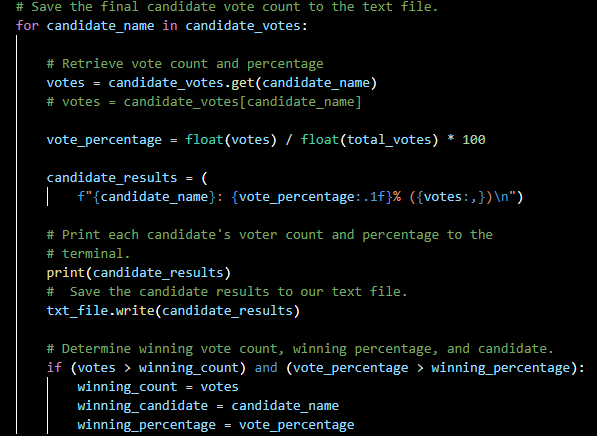 # Save the final candidate vote count to the text file.
for candidate_name in candidate_votes:
# Retrieve vote count and percentage
votes = candidate_votes.get(candidate_name)
# votes = candidate_votes[candidate_name]
vote_percentage = float(votes) / float(total_votes) * 100
candidate_results = (
f"{candidate_name}: {vote_percentage:.1f}% ({votes:,})\n")
# Print each candidate's voter count and percentage to the
# terminal.
print(candidate_results)
#  Save the candidate results to our text file.
txt_file.write(candidate_results)
# Determine winning vote count, winning percentage, and candidate.
if (votes > winning_count) and (vote_percentage > winning_percentage):
winning_count = votes
winning_candidate = candidate_name
winning_percentage = vote_percentage